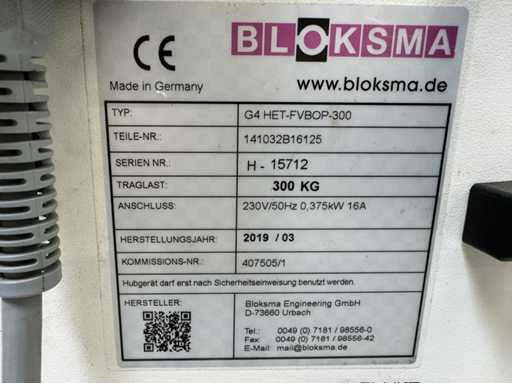 CE
BLOKSMA
Made in Germany
www.bloksma.de
TYP: G4 HET-FVBOP-300
TEILE-NR.: 141032B16125
SERIEN NR.: H - 15712
TRAGLAST: 300 KG
ANSCHLUSS: 230V/50Hz 0,375kW 16A
HERSTELLUNGSJAHR: 2019 / 03
KOMMISSIONS-NR.: 407505/1
Hubgerät darf erst nach Sicherheitseinweisung benutzt werden.
HERSTELLER: Bloksma Engineering GmbH
D-73660 Urbach
Tel.: 0049 (0) 7181 / 98556-0
Fax: 0049 (0) 7181 / 98556-42
E-Mail: mail@bloksma.de